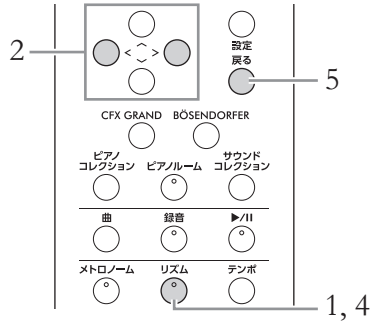 2
< >
設定
戻る
5
CFX GRAND BÖSENDORFER
ピアノ
コレクション
ピアノルーム
サウンド
コレクション
曲 録音 ▶/II
メトロノーム リズム テンポ
1, 4